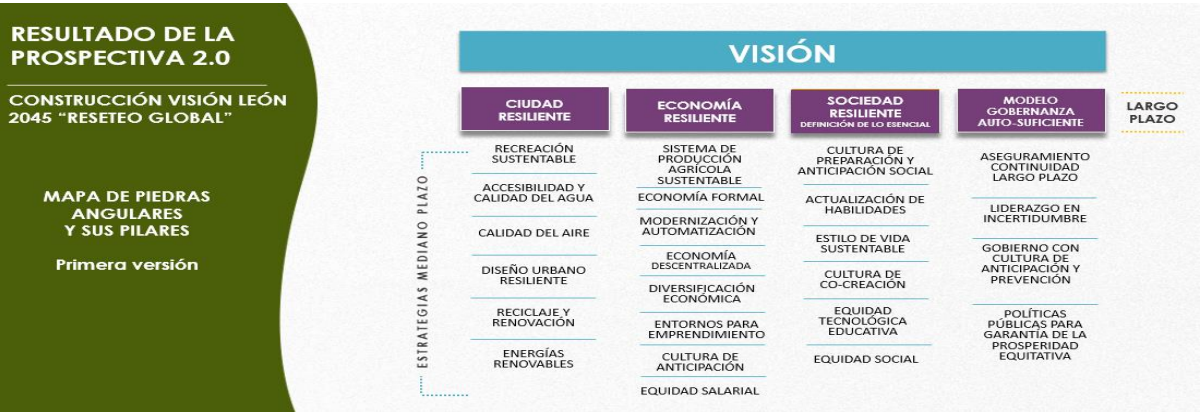 RESULTADO DE LA
PROSPECTIVA 2.0
CONSTRUCCIÓN VISIÓN LEÓN
2045 “RESETEO GLOBAL”
MAPA DE PIEDRAS
ANGULARES
Y SUS PILARES
Primera versión
VISIÓN
LARGO
PLAZO
ESTRATEGIAS MEDIANO PLAZO
CIUDAD
RESILIENTE
RECREACIÓN
SUSTENTABLE
ACCESIBILIDAD Y
CALIDAD DEL AGUA
CALIDAD DEL AIRE
DISEÑO URBANO
RESILIENTE
RECICLAJE Y
RENOVACIÓN
ENERGÍAS
RENOVABLES
ECONOMÍA
RESILIENTE
SISTEMA DE
PRODUCCIÓN
AGRÍCOLA
SUSTENTABLE
ECONOMÍA FORMAL
MODERNIZACIÓN Y
AUTOMATIZACIÓN
ECONOMÍA
DESCENTRALIZADA
DIVERSIFICACIÓN
ECONÓMICA
ENTORNOS PARA
EMPRENDIMIENTO
CULTURA DE
ANTICIPACIÓN
EQUIDAD SALARIAL
SOCIEDAD
RESILIENTE
DEFINICIÓN DE LO ESENCIAL
CULTURA DE
PREPARACIÓN Y
ANTICIPACIÓN SOCIAL
ACTUALIZACIÓN DE
HABILIDADES
ESTILO DE VIDA
SUSTENTABLE
CULTURA DE
CO-CREACIÓN
EQUIDAD
TECNOLÓGICA
EDUCATIVA
EQUIDAD SOCIAL
MODELO
GOBERNANZA
AUTO-SUFICIENTE
ASEGURAMIENTO
CONTINUIDAD
LARGO PLAZO
LIDERAZGO EN
INCERTIDUMBRE
GOBIERNO CON
CULTURA DE
ANTICIPACIÓN Y
PREVENCIÓN
POLÍTICAS
PÚBLICAS PARA
GARANTÍA DE LA
PROSPERIDAD
EQUITATIVA